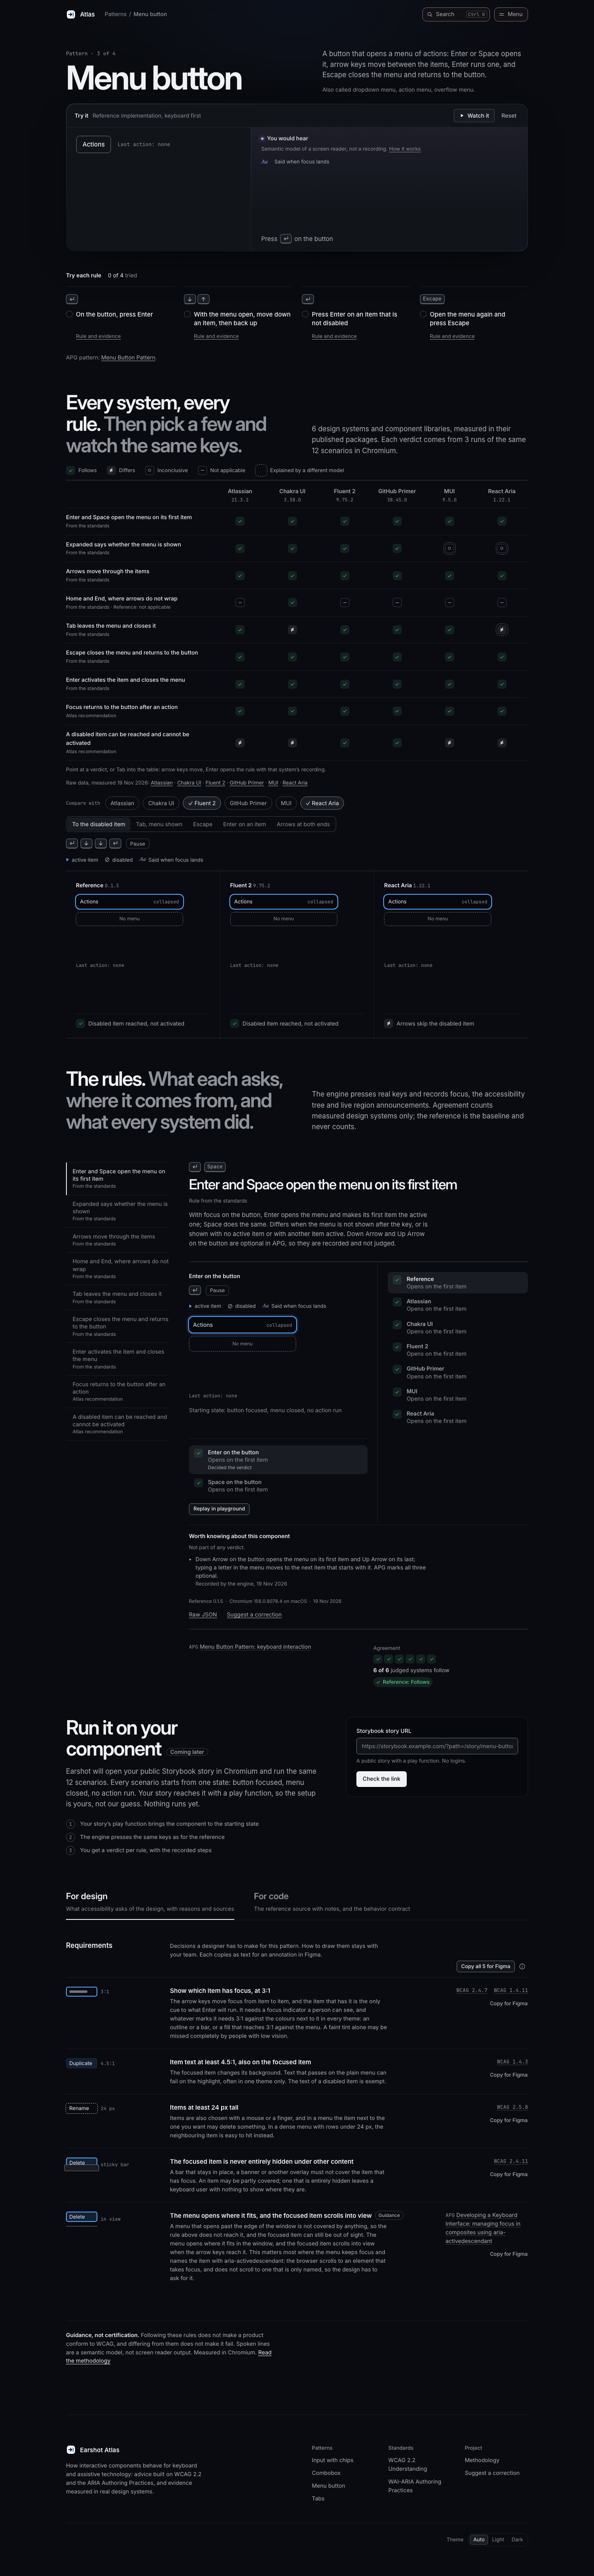 Atlas Patterns / Menu button
Search Ctrl K Menu
Pattern · 3 of 4
Menu button
A button that opens a menu of actions: Enter or Space opens
it, arrow keys move between the items, Enter runs one, and
Escape closes the menu and returns to the button.
Also called dropdown menu, action menu, overflow menu.
Try it Reference implementation, keyboard first
Watch it Reset
Actions Last action: none
You would hear
Semantic model of a screen reader, not a recording. How it works
Aa Said when focus lands
Press ↵ on the button
Try each rule 0 of 4 tried
↵
On the button, press Enter
Rule and evidence
↓ ↑
With the menu open, move down
an item, then back up
Rule and evidence
↵
Press Enter on an item that is
not disabled
Rule and evidence
Escape
Open the menu again and
press Escape
Rule and evidence
APG pattern: Menu Button Pattern.
Every system, every
rule. Then pick a few and
watch the same keys.
6 design systems and component libraries, measured in their
published packages. Each verdict comes from 3 runs of the same
12 scenarios in Chromium.
Follows Differs Inconclusive Not applicable Explained by a different model
Atlassian Chakra UI Fluent 2 GitHub Primer MUI React Aria
Enter and Space open the menu on its first item
From the standards
Expanded says whether the menu is shown
From the standards
Arrows move through the items
From the standards
Home and End, where arrows do not wrap
From the standards · Reference: not applicable
Tab leaves the menu and closes it
From the standards
Escape closes the menu and returns to the button
From the standards
Enter activates the item and closes the menu
From the standards
Focus returns to the button after an action
Atlas recommendation
A disabled item can be reached and cannot be
activated
Atlas recommendation
Point at a verdict, or Tab into the table: arrow keys move, Enter opens the rule with that system's recording.
Raw data, measured 19 Nov 2026: Atlassian · Chakra UI · Fluent 2 · GitHub Primer · MUI · React Aria
Compare with Atlassian Chakra UI ✓ Fluent 2 GitHub Primer MUI ✓ React Aria
To the disabled item Tab, menu shown Escape Enter on an item Arrows at both ends
↵ ↓ ↓ ↵ Pause
active item disabled Aa Said when focus lands
Reference 0.1.5
Actions collapsed
No menu
Last action: none
Disabled item reached, not activated
Fluent 2 9.75.2
Actions collapsed
No menu
Last action: none
Disabled item reached, not activated
React Aria 1.22.1
Actions collapsed
No menu
Last action: none
Arrows skip the disabled item
The rules. What each asks,
where it comes from, and
what every system did.
The engine presses real keys and records focus, the accessibility
tree and live region announcements. Agreement counts
measured design systems only; the reference is the baseline and
never counts.
Enter and Space open the menu on
its first item
From the standards
Expanded says whether the menu is
shown
From the standards
Arrows move through the items
From the standards
Home and End, where arrows do not
wrap
From the standards
Tab leaves the menu and closes it
From the standards
Escape closes the menu and returns
to the button
From the standards
Enter activates the item and closes
the menu
From the standards
Focus returns to the button after an
action
Atlas recommendation
A disabled item can be reached and
cannot be activated
Atlas recommendation
↵ Space
Enter and Space open the menu on its first item
Rule from the standards
With focus on the button, Enter opens the menu and makes its first item the active
one; Space does the same. Differs when the menu is not shown after the key, or is
shown with no active item or with another item active. Down Arrow and Up Arrow
on the button are optional in APG, so they are recorded and not judged.
Enter on the button
↵ Pause
active item disabled Aa Said when focus lands
Actions collapsed
No menu
Last action: none
Starting state: button focused, menu closed, no action run
Enter on the button
Opens on the first item
Decided the verdict
Space on the button
Opens on the first item
Replay in playground
Reference
Opens on the first item
Atlassian
Opens on the first item
Chakra UI
Opens on the first item
Fluent 2
Opens on the first item
GitHub Primer
Opens on the first item
MUI
Opens on the first item
React Aria
Opens on the first item
Worth knowing about this component
Not part of any verdict.
• Down Arrow on the button opens the menu on its first item and Up Arrow on its last;
typing a letter in the menu moves to the next item that starts with it. APG marks all three
optional.
Recorded by the engine, 19 Nov 2026
Raw JSON Suggest a correction
APG Menu Button Pattern: keyboard interaction
Agreement
6 of 6 judged systems follow
Reference: Follows
Run it on your
component Coming later
Earshot will open your public Storybook story in Chromium and run the same
12 scenarios. Every scenario starts from one state: button focused, menu
closed, no action run. Your story reaches it with a play function, so the setup
is yours, not our guess. Nothing runs yet.
1 Your story's play function brings the component to the starting state
2 The engine presses the same keys as for the reference
3 You get a verdict per rule, with the recorded steps
Storybook story URL
https://storybook.example.com/?path=/story/menu-button
A public story with a play function. No logins.
Check the link
For design
What accessibility asks of the design, with reasons and sources
For code
The reference source with notes, and the behavior contract
Requirements
Decisions a designer has to make for this pattern. How to draw them stays with
your team. Each copies as text for an annotation in Figma.
Copy all 5 for Figma
3:1
Show which item has focus, at 3:1
The arrow keys move focus from item to item, and the item that has it is the only
cue to what Enter will run. It needs a focus indicator a person can see, and
whatever marks it needs 3:1 against the colours next to it in every theme: an
outline or a bar, or a fill that reaches 3:1 against the menu. A faint tint alone may be
missed completely by people with low vision.
WCAG 2.4.7 WCAG 1.4.11
Copy for Figma
Duplicate 4.5:1
Item text at least 4.5:1, also on the focused item
The focused item changes its background. Text that passes on the plain menu can
fail on the highlight, often in one theme only. The text of a disabled item is exempt.
WCAG 1.4.3
Copy for Figma
Rename 24 px
Items at least 24 px tall
Items are also chosen with a mouse or a finger, and in a menu the item next to the
one you want may delete something. In a dense menu with rows under 24 px, the
neighbouring item is easy to hit instead.
WCAG 2.5.8
Copy for Figma
Delete sticky bar
The focused item is never entirely hidden under other content
A bar that stays in place, a banner or another overlay must not cover the item that
has focus. An item may be partly covered; one that is entirely hidden leaves a
keyboard user with nothing to show where they are.
WCAG 2.4.11
Copy for Figma
Delete in view
The menu opens where it fits, and the focused item scrolls into view Guidance
A menu that opens past the edge of the window is not covered by anything, so the
rule above does not reach it, and the focused item can still be out of sight. The
menu opens where it fits in the window, and the focused item scrolls into view
when the arrow keys reach it. This matters most where the menu keeps focus and
names the item with aria-activedescendant: the browser scrolls to an element that
takes focus, and does not scroll to one that is only named, so the design has to
ask for it.
APG Developing a Keyboard
Interface: managing focus in
composites using aria-
activedescendant
Copy for Figma
Guidance, not certification. Following these rules does not make a product
conform to WCAG, and differing from them does not make it fail. Spoken lines
are a semantic model, not screen reader output. Measured in Chromium. Read
the methodology
Earshot Atlas
How interactive components behave for keyboard
and assistive technology: advice built on WCAG 2.2
and the ARIA Authoring Practices, and evidence
measured in real design systems.
Patterns
Input with chips
Combobox
Menu button
Tabs
Standards
WCAG 2.2
Understanding
WAI-ARIA Authoring
Practices
Project
Methodology
Suggest a correction
Theme Auto Light Dark